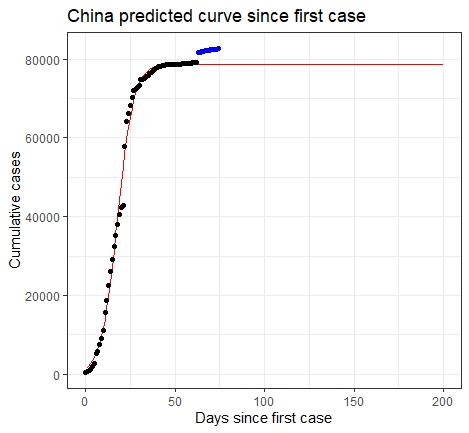 China predicted curve since first case
80000
60000
40000
20000
0
Cumulative cases
0 50 100 150 200
Days since first case